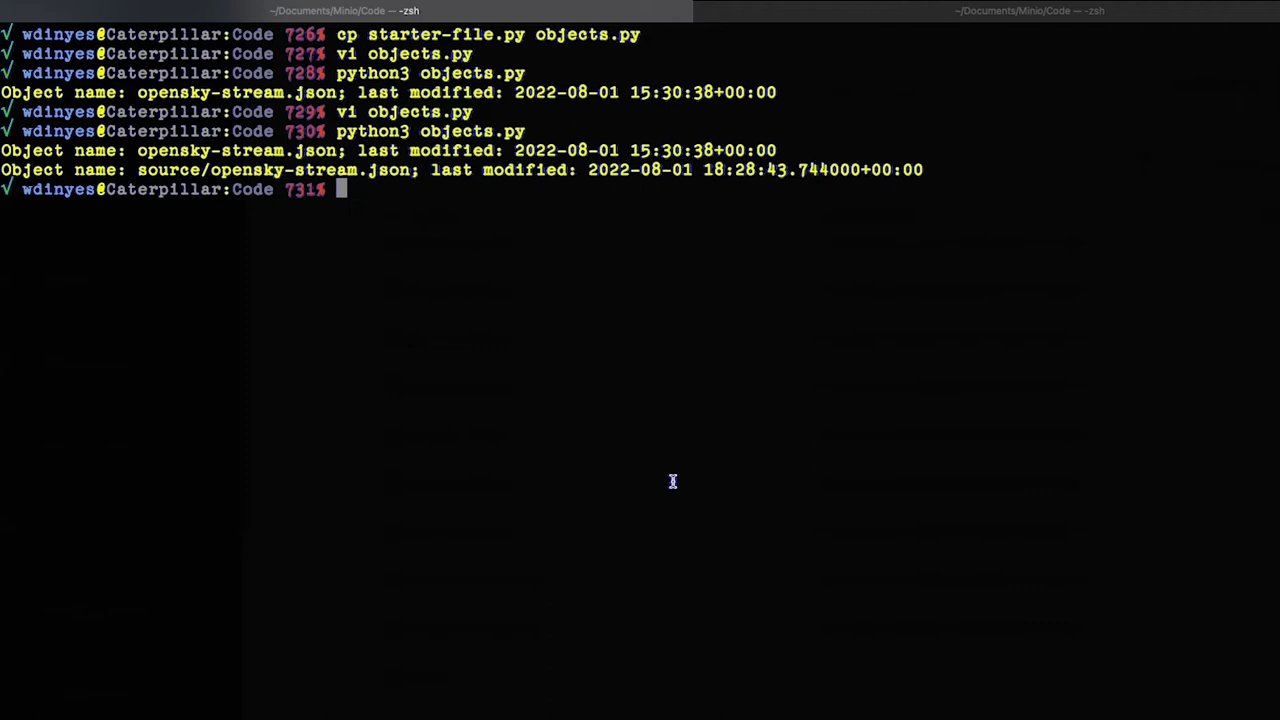 ~/Documents/Minio/Code — -zsh ~/Documents/Minio/Code — -zsh
√ wdinyes@Caterpillar:Code 726% cp starter-file.py objects.py
√ wdinyes@Caterpillar:Code 727% vi objects.py
√ wdinyes@Caterpillar:Code 728% python3 objects.py
Object name: opensky-stream.json; last modified: 2022-08-01 15:30:38+00:00
√ wdinyes@Caterpillar:Code 729% vi objects.py
√ wdinyes@Caterpillar:Code 730% python3 objects.py
Object name: opensky-stream.json; last modified: 2022-08-01 15:30:38+00:00
Object name: source/opensky-stream.json; last modified: 2022-08-01 18:28:43.744000+00:00
√ wdinyes@Caterpillar:Code 731%